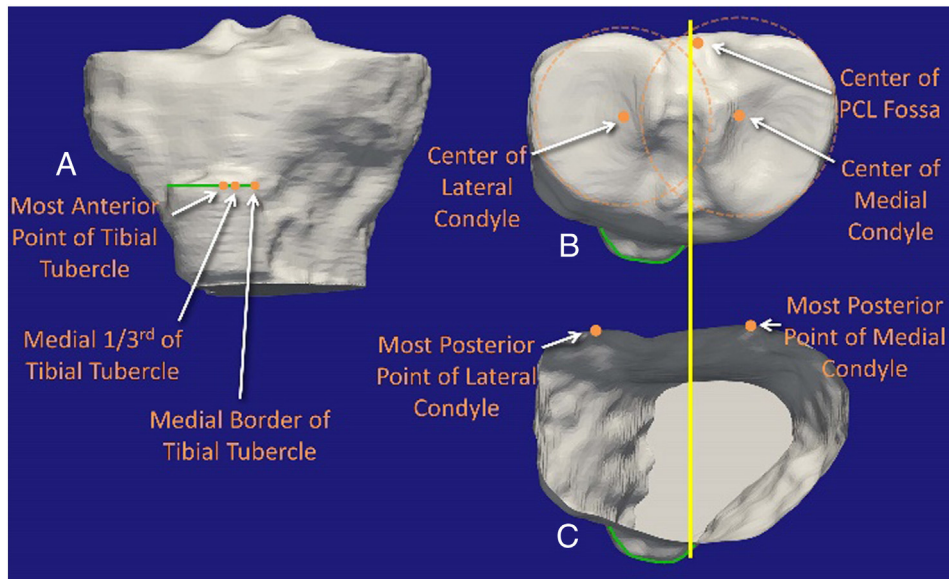 A
Most Anterior
Point of Tibial
Tubercle
Medial 1/3rd of
Tibial Tubercle
Medial Border of
Tibial Tubercle
B
Center of
Lateral
Condyle
Center of
PCL Fossa
Center of
Medial
Condyle
C
Most Posterior
Point of Lateral
Condyle
Most Posterior
Point of Medial
Condyle